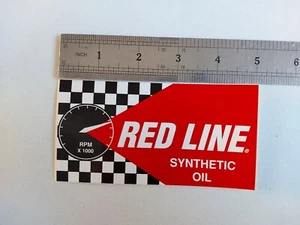 INCH 1 2 3 4 5 6
RED LINE®
RPM
X 1000
SYNTHETIC
OIL